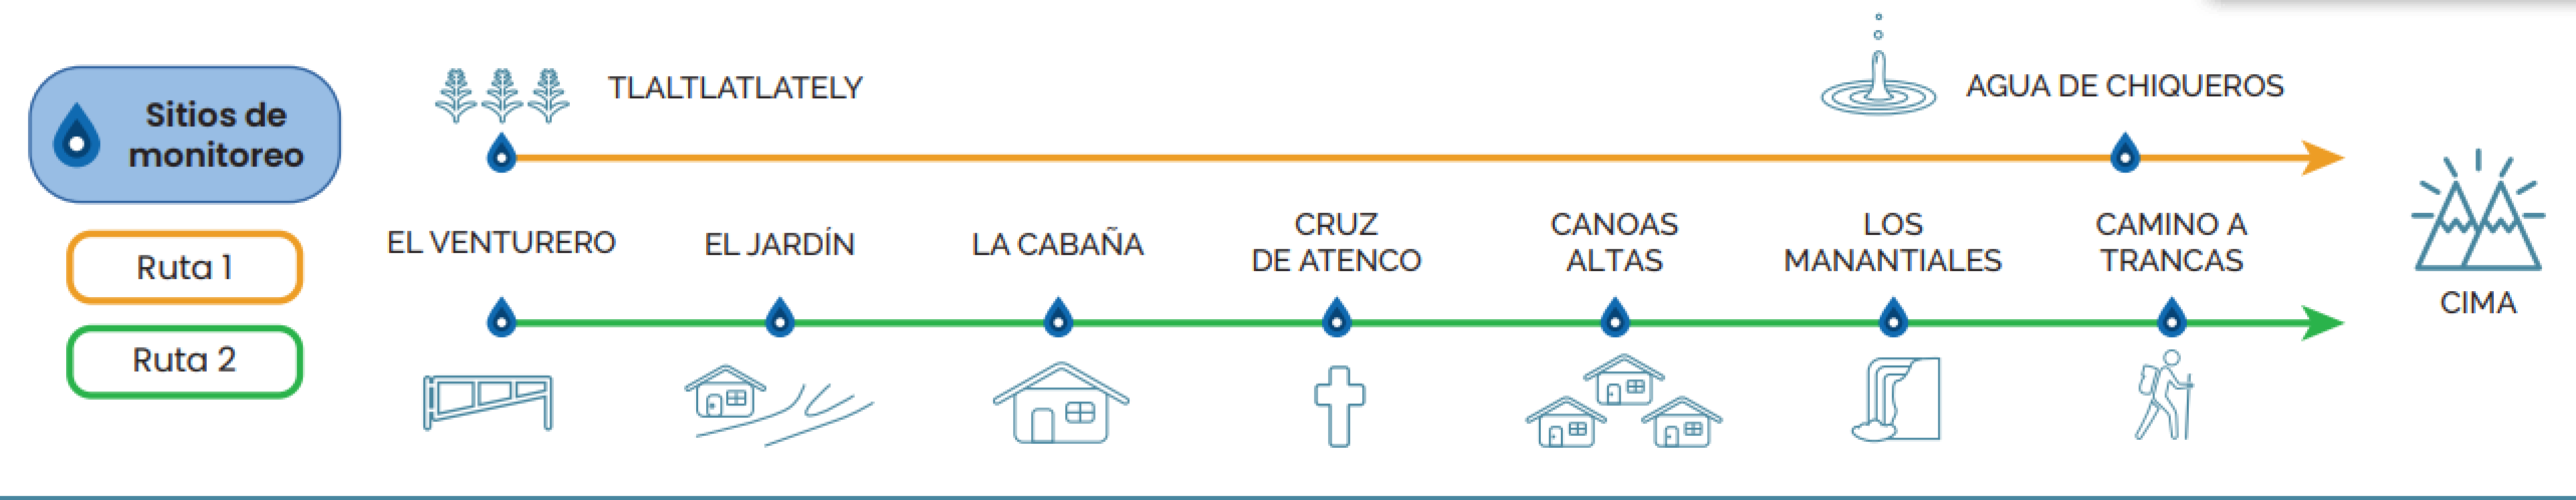 Sitios de
monitoreo
Ruta 1
Ruta 2
TLALTLATLATELY
AGUA DE CHIQUEROS
EL VENTURERO
EL JARDÍN
LA CABAÑA
CRUZ
DE ATENCO
CANOAS
ALTAS
LOS
MANANTIALES
CAMINO A
TRANCAS
CIMA